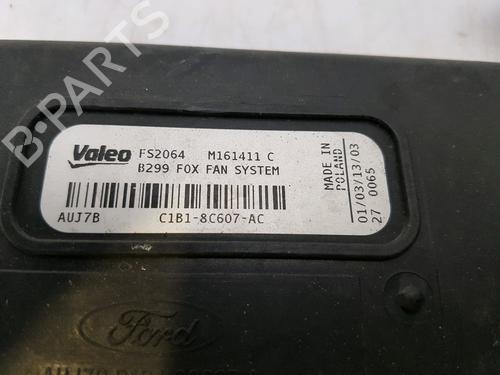 Valeo FS2064 M161411 C
B299 FOX FAN SYSTEM
AUJ7B C1B1-8C607-AC
MADE IN
POLAND
01/03/13/03
27 0065
Ford
B-PARTS